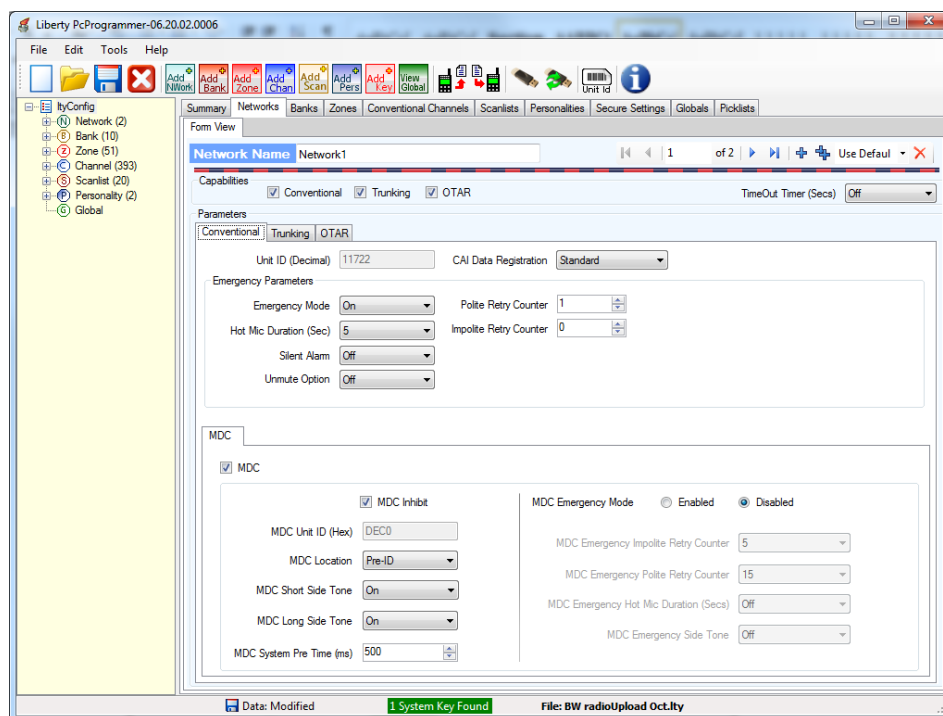 Liberty PcProgrammer-06.20.02.0006
File Edit Tools Help
Add NWork Add Bank Add Zone Add Chan Add Scan Add Pers Add Key View Global Unit Id
ltyConfig
Network (2)
Bank (10)
Zone (51)
Channel (393)
Scanlist (20)
Personality (2)
Global
Summary Networks Banks Zones Conventional Channels Scanlists Personalities Secure Settings Globals Picklists
Form View
Network Name Network1 1 of 2 Use Defaul
Capabilities
Conventional Trunking OTAR TimeOut Timer (Secs) Off
Parameters
Conventional Trunking OTAR
Unit ID (Decimal) 11722 CAI Data Registration Standard
Emergency Parameters
Emergency Mode On Polite Retry Counter 1
Hot Mic Duration (Sec) 5 Impolite Retry Counter 0
Silent Alarm Off
Unmute Option Off
MDC
MDC
MDC Inhibit MDC Emergency Mode Enabled Disabled
MDC Unit ID (Hex) DEC0
MDC Emergency Impolite Retry Counter 5
MDC Location Pre-ID
MDC Emergency Polite Retry Counter 15
MDC Short Side Tone On
MDC Emergency Hot Mic Duration (Secs) Off
MDC Long Side Tone On
MDC Emergency Side Tone Off
MDC System Pre Time (ms) 500
Data: Modified 1 System Key Found File: BW radioUpload Oct.lty